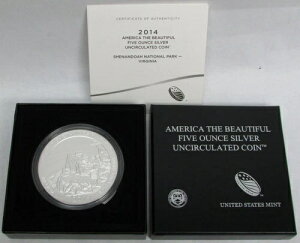 CERTIFICATE OF AUTHENTICITY
2014
AMERICA THE BEAUTIFUL
FIVE OUNCE SILVER
UNCIRCULATED COIN™
SHENANDOAH NATIONAL PARK –
VIRGINIA
AMERICA THE BEAUTIFUL
FIVE OUNCE SILVER
UNCIRCULATED COIN™
UNITED STATES MINT